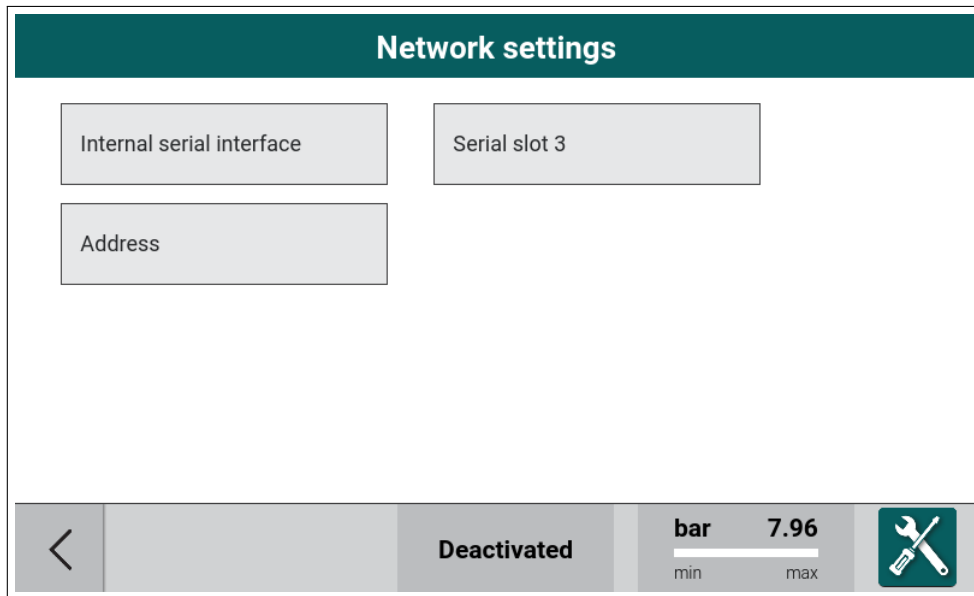 Network settings
Internal serial interface
Serial slot 3
Address
Deactivated
bar 7.96
min max